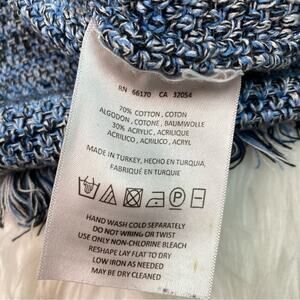 RN 66170 CA 32054
70% COTTON, COTON
ALGODON, COTONE, BAUMWOLLE
30% ACRYLIC, ACRILIQUE
ACRILICO, ACRILICO, ACRYL
MADE IN TURKEY, HECHO EN TURQUIA,
FABRIQUÉ EN TURQUIE
P
HAND WASH COLD SEPARATELY
DO NOT WRING OR TWIST
USE ONLY NON-CHLORINE BLEACH
RESHAPE LAY FLAT TO DRY
LOW IRON AS NEEDED
MAY BE DRY CLEANED